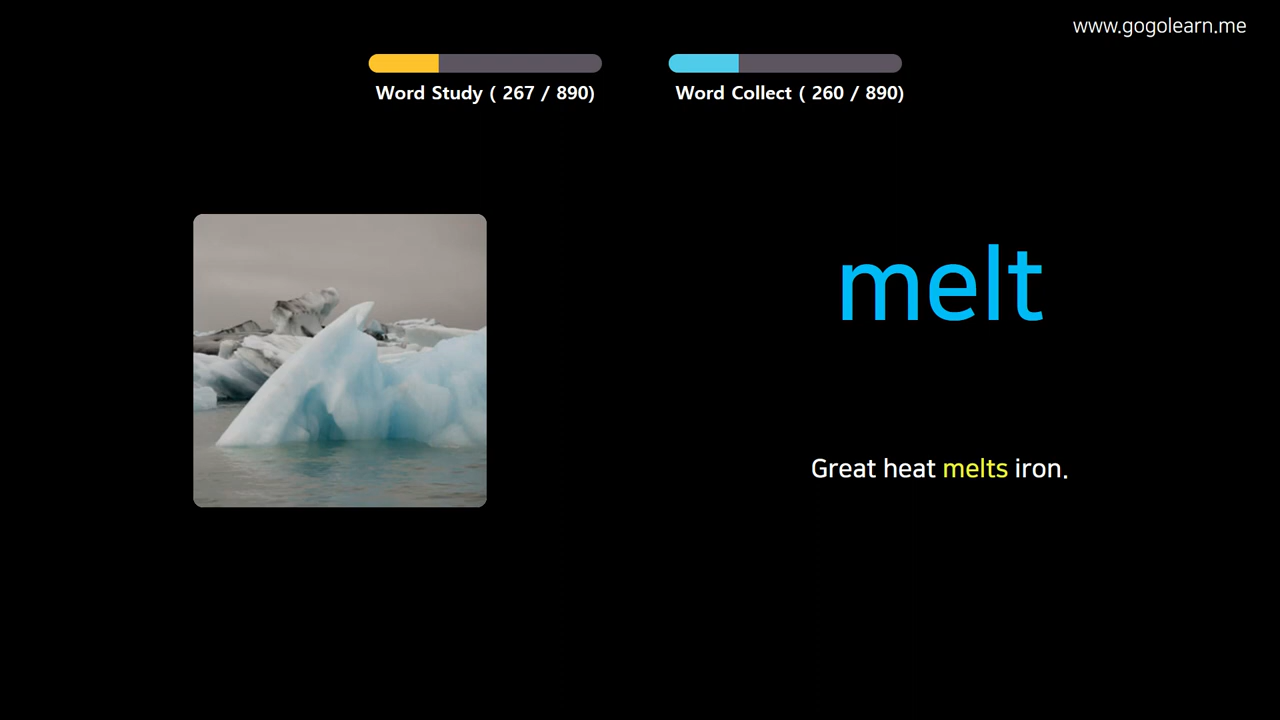 www.gogolearn.me
Word Study ( 267 / 890)
Word Collect ( 260 / 890)
melt
Great heat melts iron.